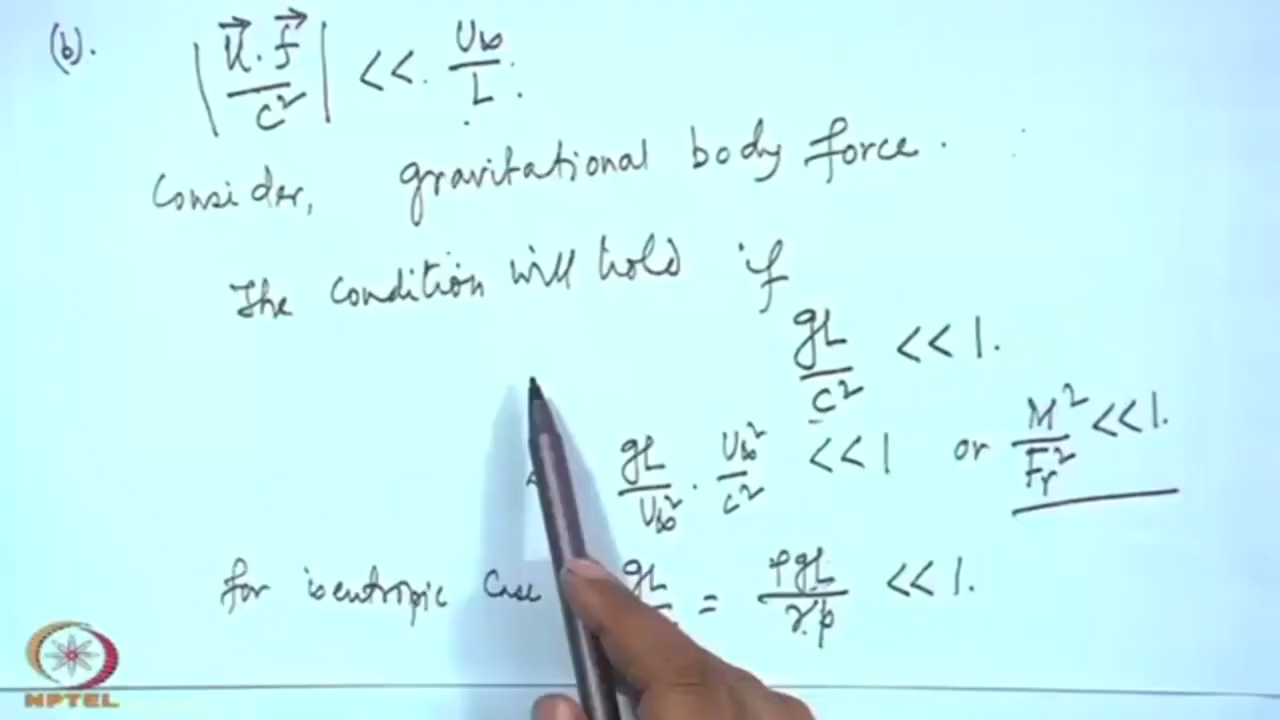 (b). | u⃗.f⃗ / c² | << U∞ / L.
Consider, gravitational body force.
The condition will hold if
gL / c² << 1.
gL / U∞² . U∞² / c² << 1 or M² / Fr² << 1.
for isentropic case gL = ρgL / γp << 1.
NPTEL